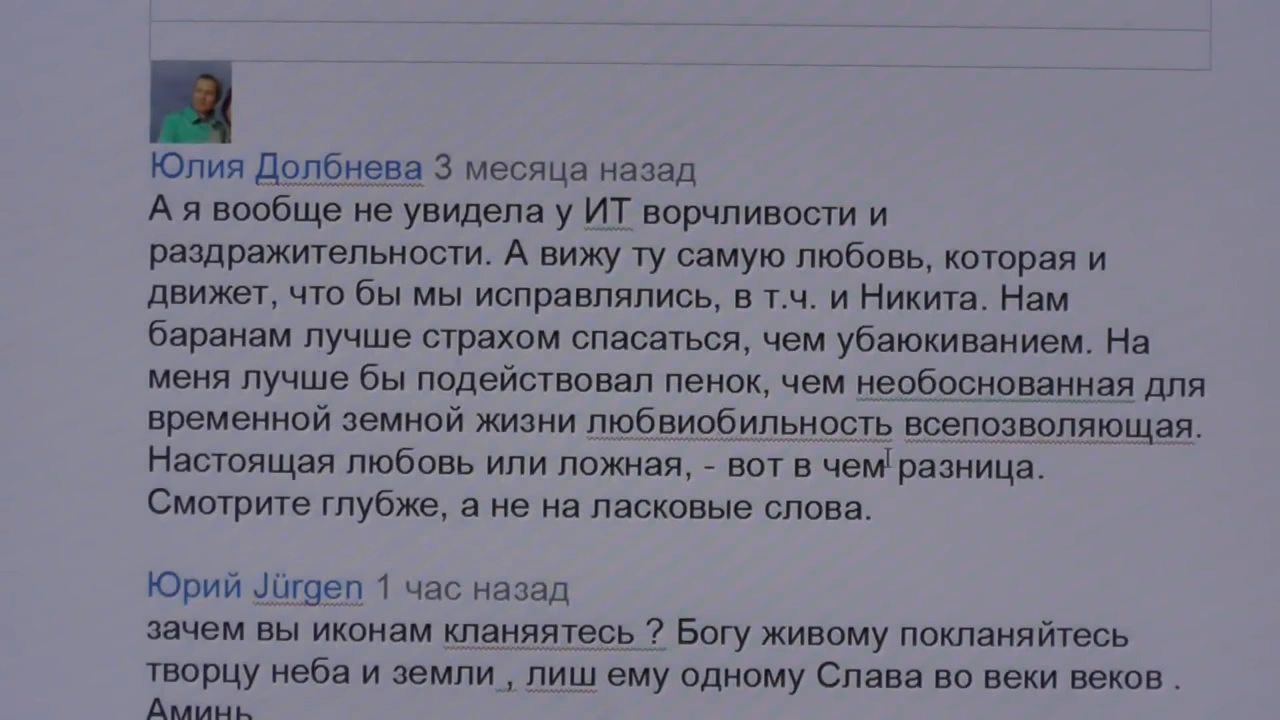 Юлия Долбнева 3 месяца назад
А я вообще не увидела у ИТ ворчливости и
раздражительности. А вижу ту самую любовь, которая и
движет, что бы мы исправлялись, в т.ч. и Никита. Нам
баранам лучше страхом спасаться, чем убаюкиванием. На
меня лучше бы подействовал пенок, чем необоснованная для
временной земной жизни любвиобильность всепозволяющая.
Настоящая любовь или ложная, - вот в чем разница.
Смотрите глубже, а не на ласковые слова.
Юрий Jürgen 1 час назад
зачем вы иконам кланяятесь ? Богу живому покланяйтесь
творцу неба и земли , лиш ему одному Слава во веки веков .
Аминь